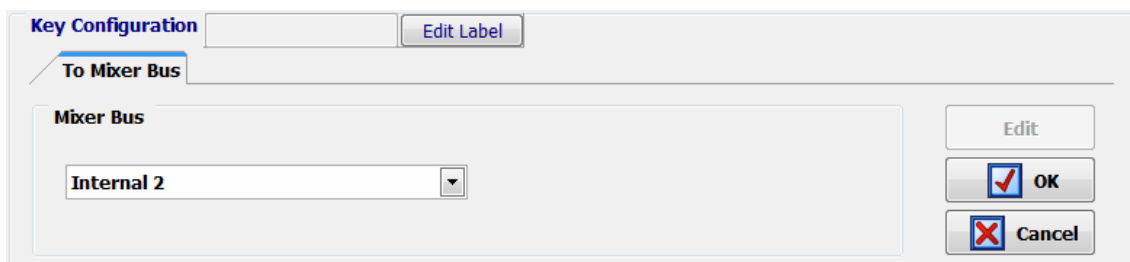 Key Configuration
Edit Label
To Mixer Bus
Mixer Bus
Edit
Internal 2
OK
Cancel